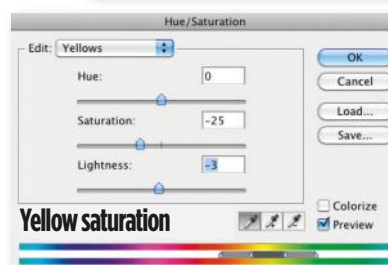 Hue/Saturation
Edit: Yellows
Hue: 0
Saturation: -25
Lightness: -3
OK
Cancel
Load...
Save...
Colorize
Preview
Yellow saturation